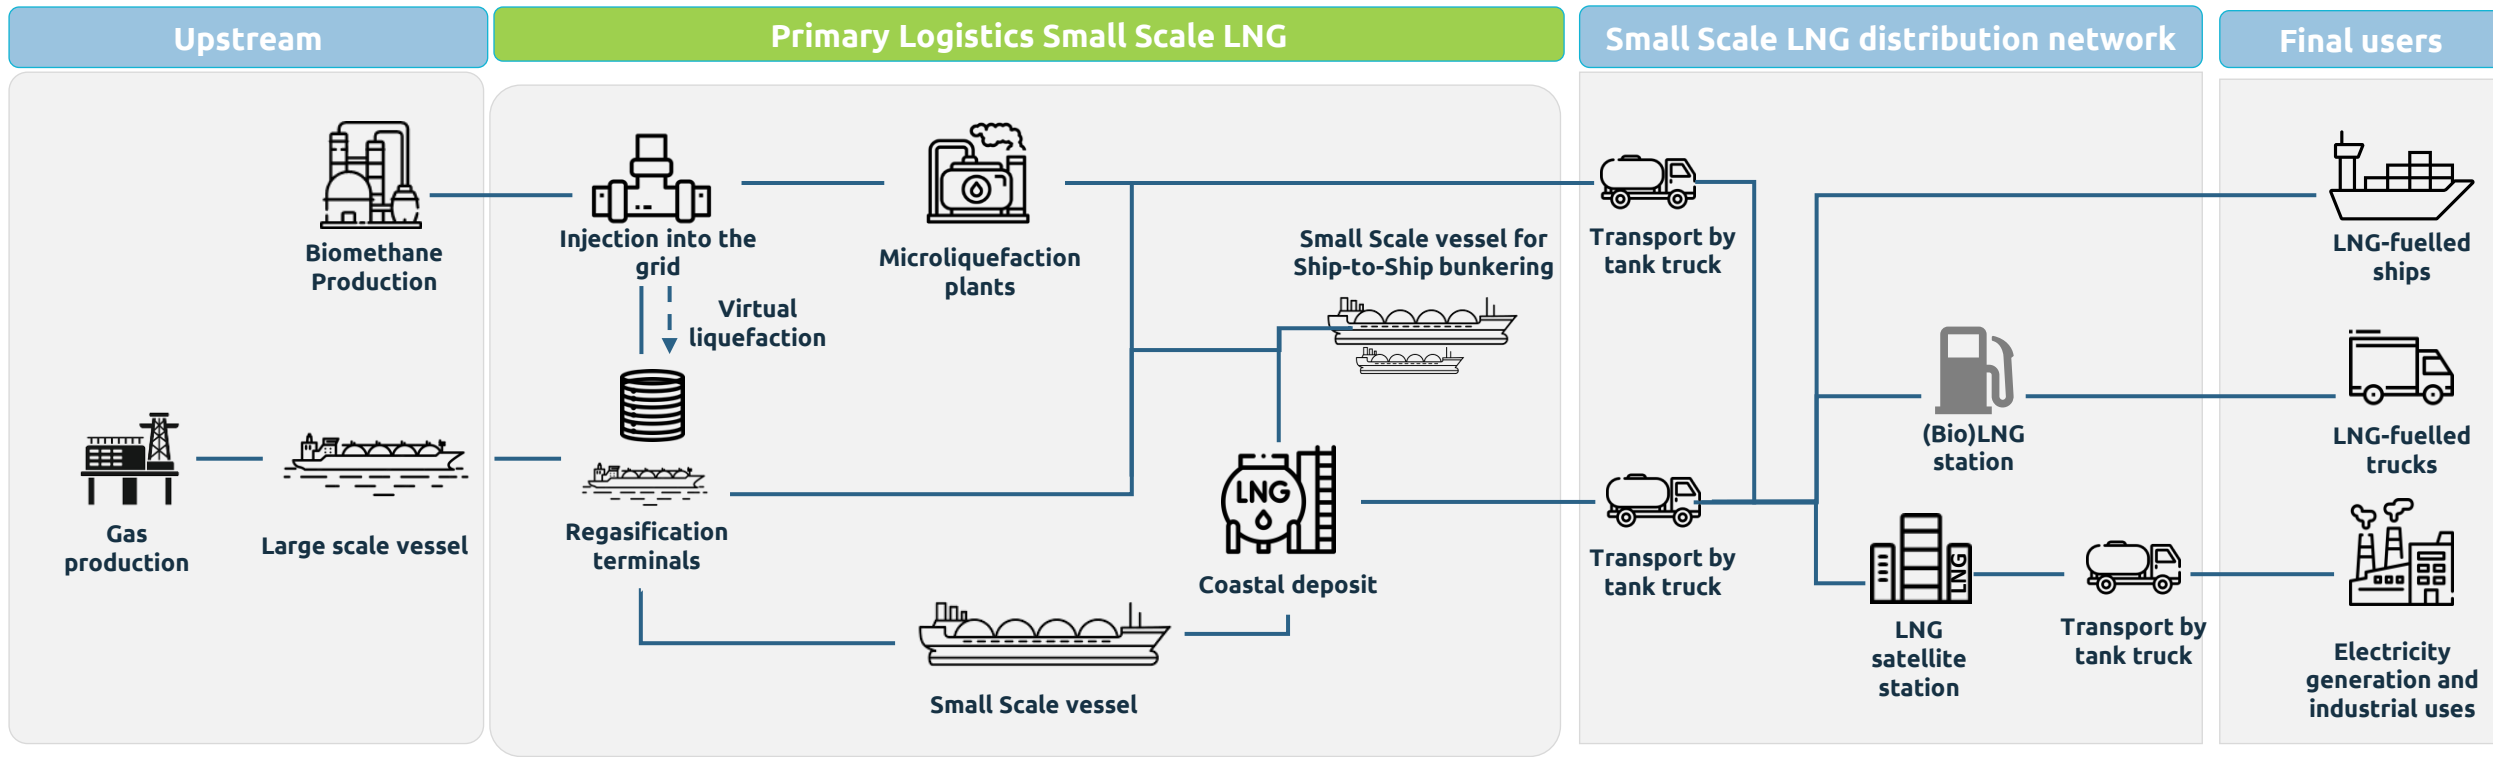 Upstream
Primary Logistics Small Scale LNG
Small Scale LNG distribution network
Final users
Biomethane
Production
Injection into the
grid
Microliquefaction
plants
Small Scale vessel for
Ship-to-Ship bunkering
Transport by
tank truck
LNG-fuelled
ships
Virtual
liquefaction
(Bio)LNG
station
LNG-fuelled
trucks
Gas
production
Large scale vessel
Regasification
terminals
LNG
Coastal deposit
Transport by
tank truck
LNG
LNG
satellite
station
Transport by
tank truck
Electricity
generation and
industrial uses
Small Scale vessel